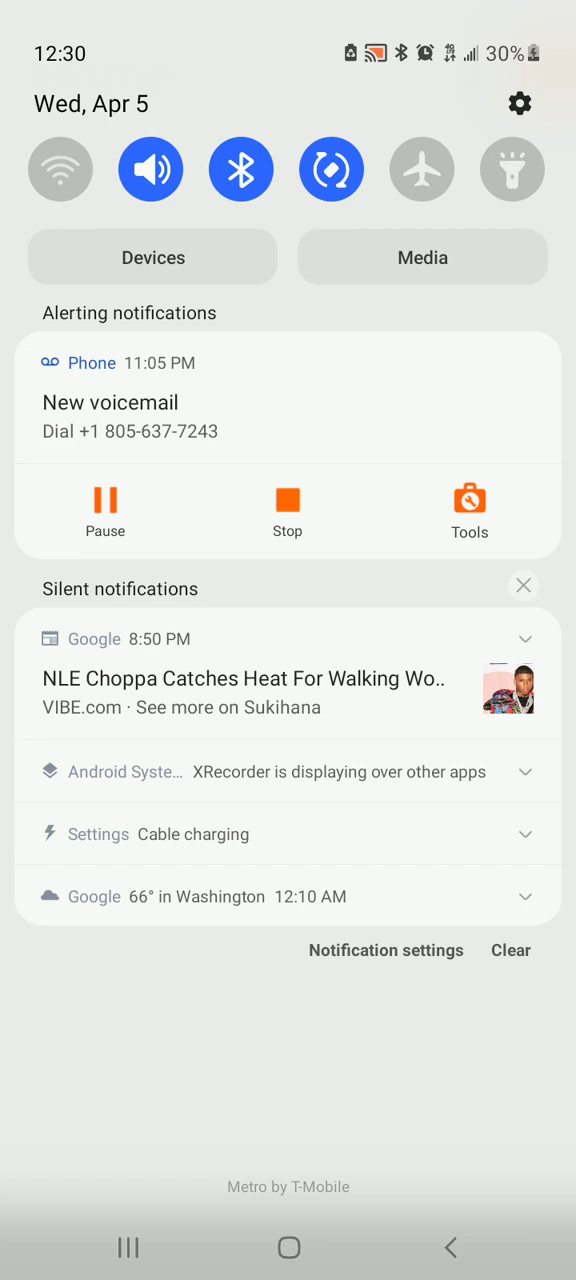 12:30 4G LTE 30%
Wed, Apr 5
Devices Media
Alerting notifications
Phone 11:05 PM
New voicemail
Dial +1 805-637-7243
Pause Stop Tools
Silent notifications
Google 8:50 PM
NLE Choppa Catches Heat For Walking Wo..
VIBE.com · See more on Sukihana
Android Syste... XRecorder is displaying over other apps
Settings Cable charging
Google 66° in Washington 12:10 AM
Notification settings Clear
Metro by T-Mobile